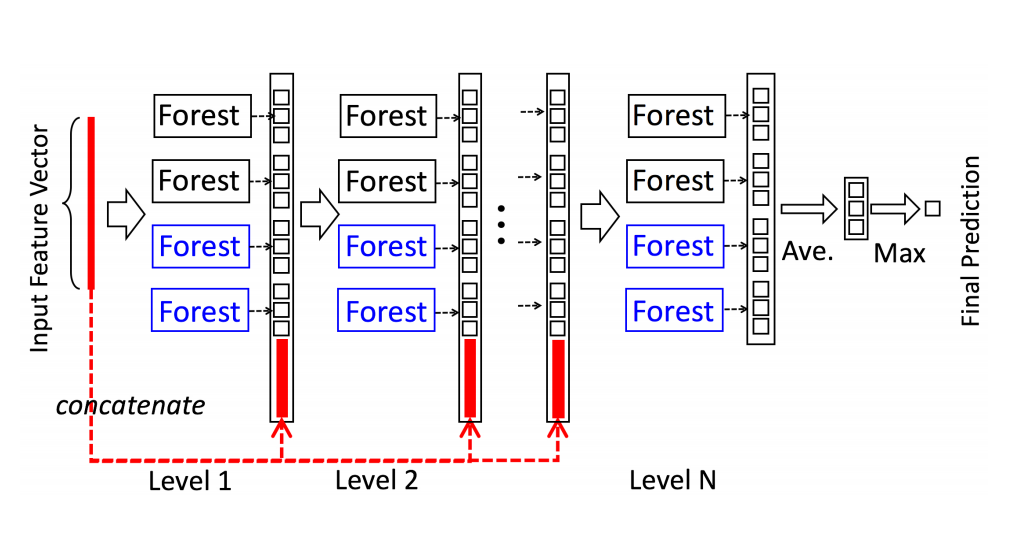 Input Feature Vector
Forest
Forest
Forest
Forest
concatenate
Level 1
Forest
Forest
Forest
Forest
Level 2
Forest
Forest
Forest
Forest
Level N
Ave.
Max
Final Prediction